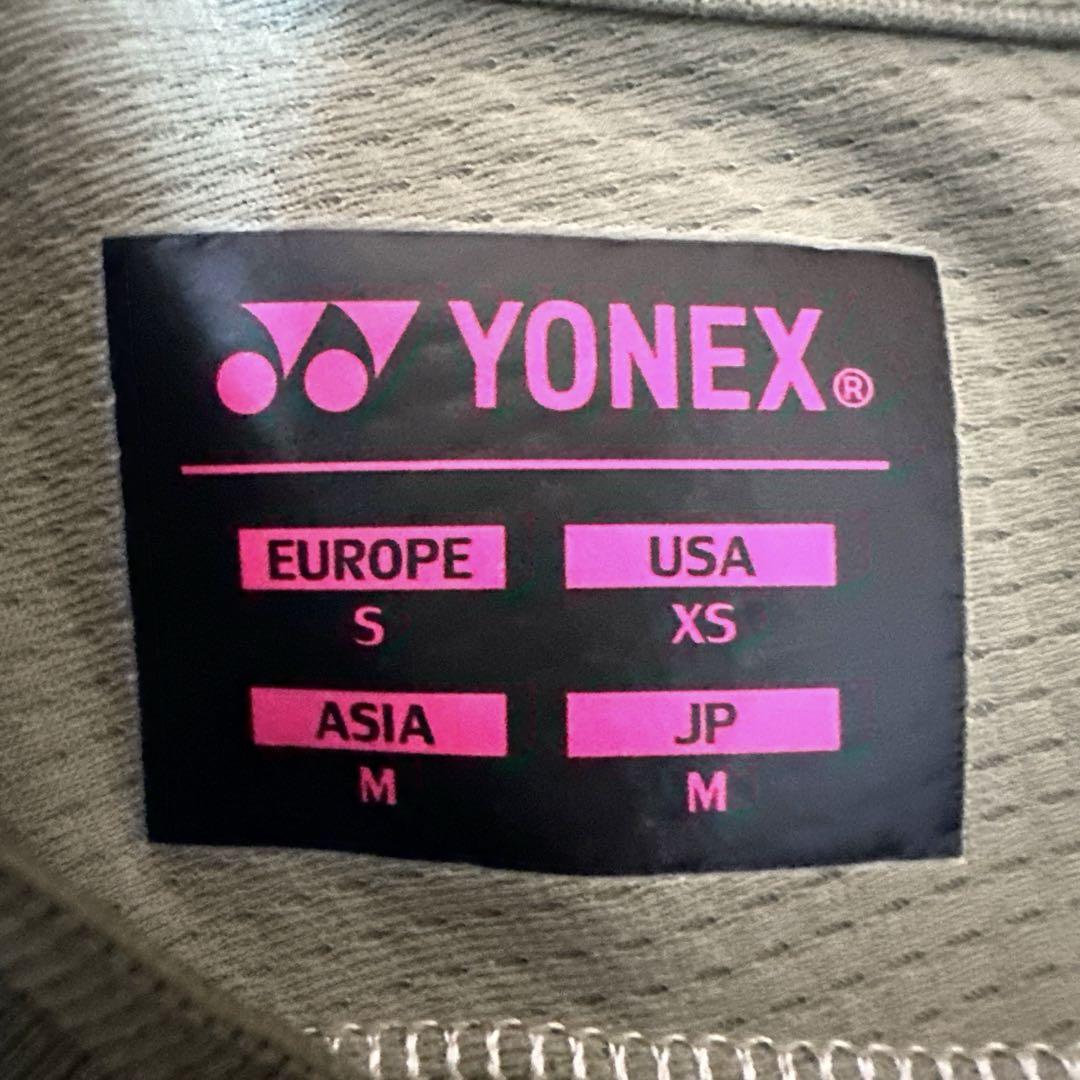 YONEX®
EUROPE USA
S XS
ASIA JP
M M